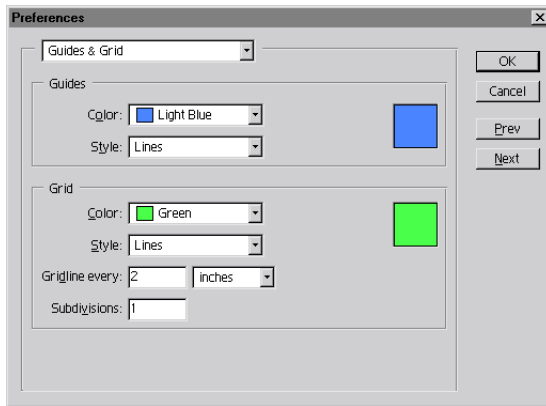 Preferences
Guides & Grid
OK
Cancel
Prev
Next
Guides
Color: Light Blue
Style: Lines
Grid
Color: Green
Style: Lines
Gridline every: 2 inches
Subdivisions: 1